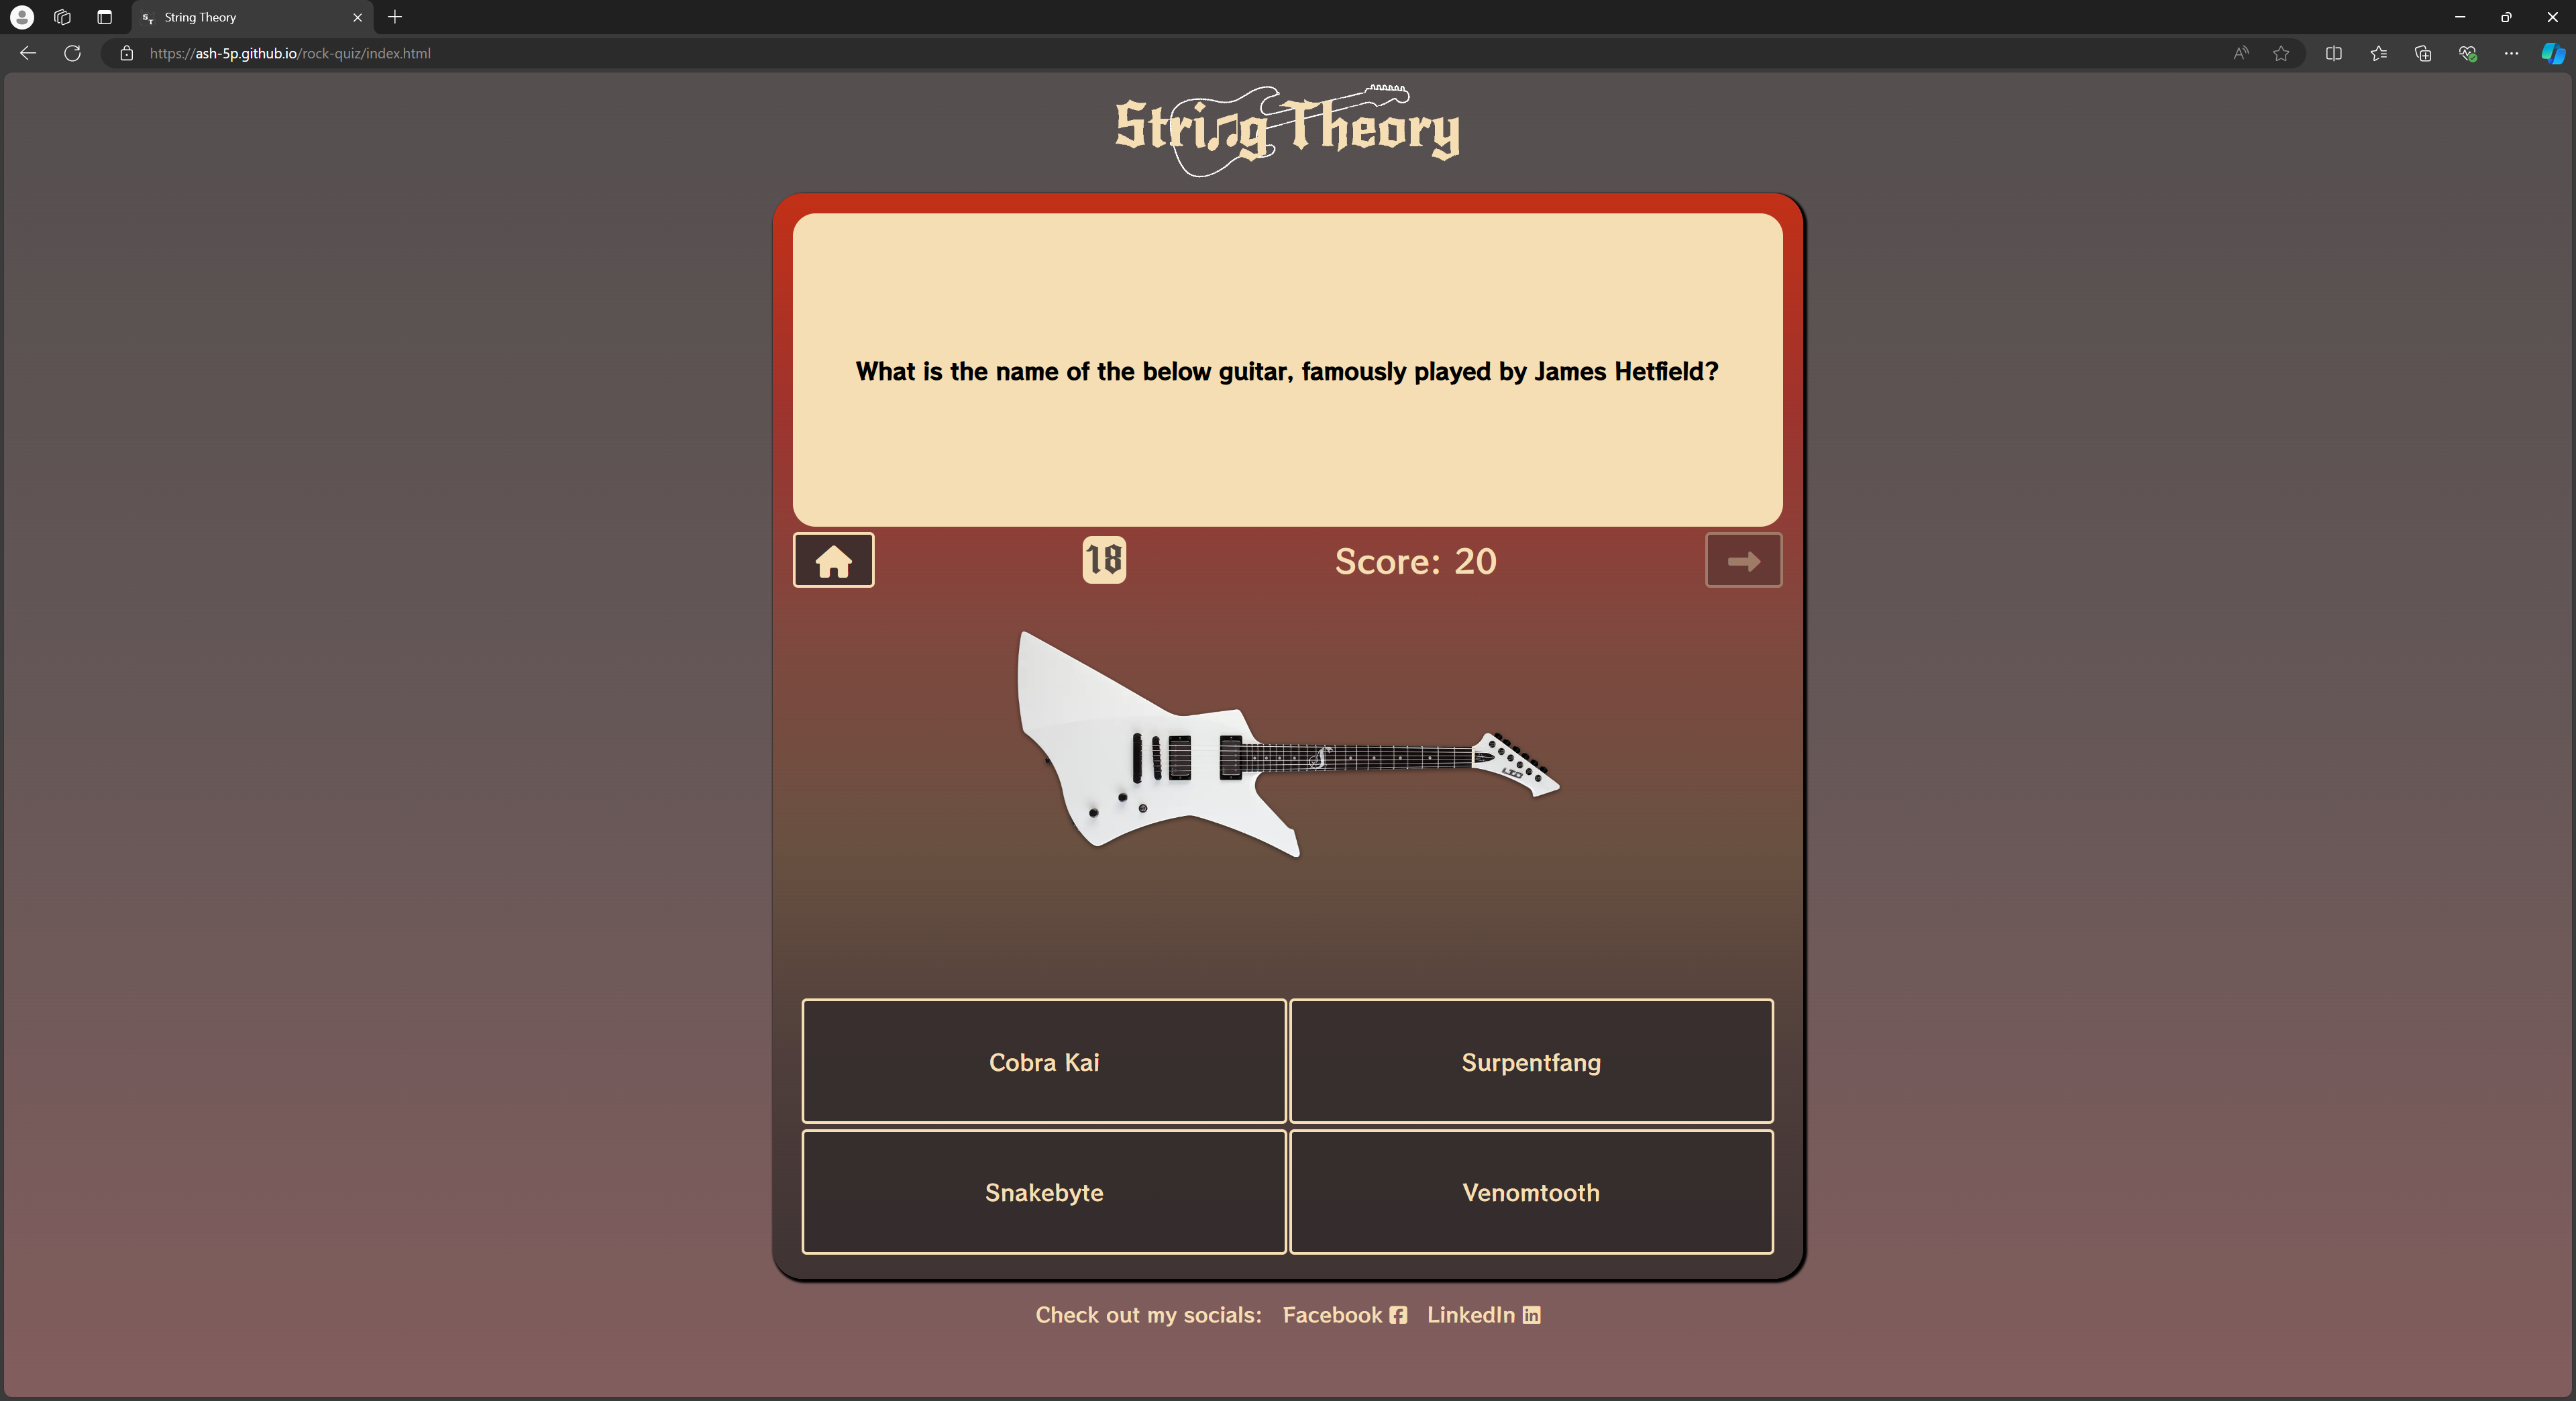 String Theory
https://ash-5p.github.io/rock-quiz/index.html
String Theory
What is the name of the below guitar, famously played by James Hetfield?
18
Score: 20
LTD
Cobra Kai
Surpentfang
Snakebyte
Venomtooth
Check out my socials: Facebook LinkedIn